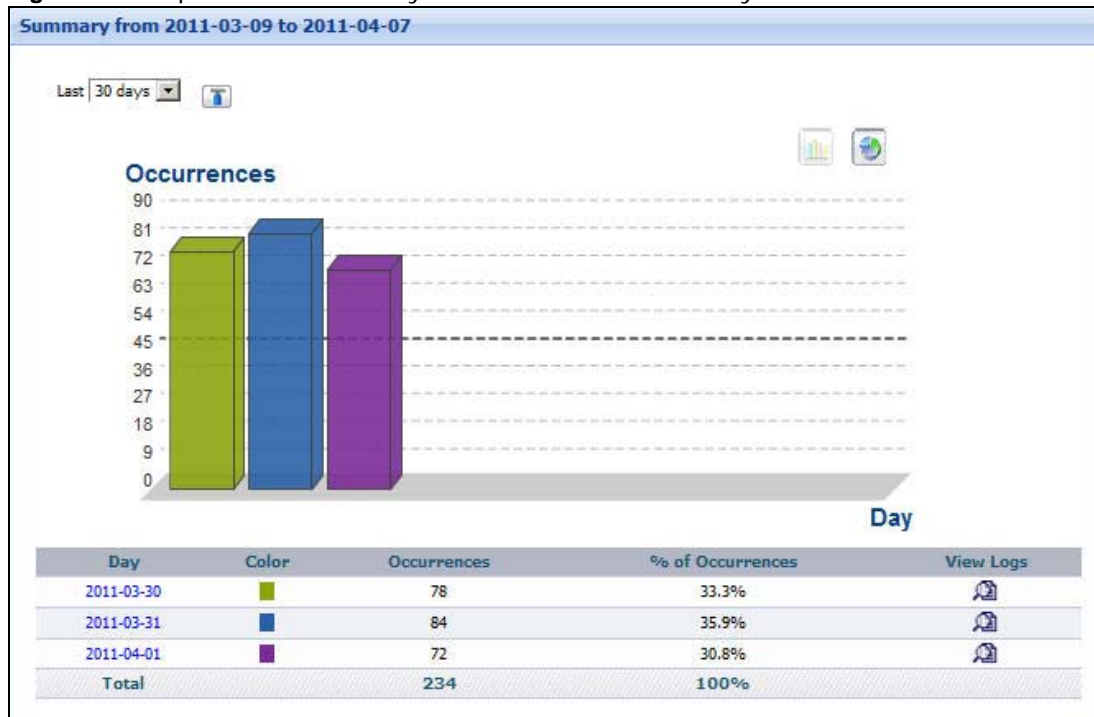 Summary from 2011-03-09 to 2011-04-07
Last 30 days
Occurrences
90
81
72
63
54
45
36
27
18
9
0
Day
Day Color Occurrences % of Occurrences View Logs
2011-03-30 78 33.3%
2011-03-31 84 35.9%
2011-04-01 72 30.8%
Total 234 100%